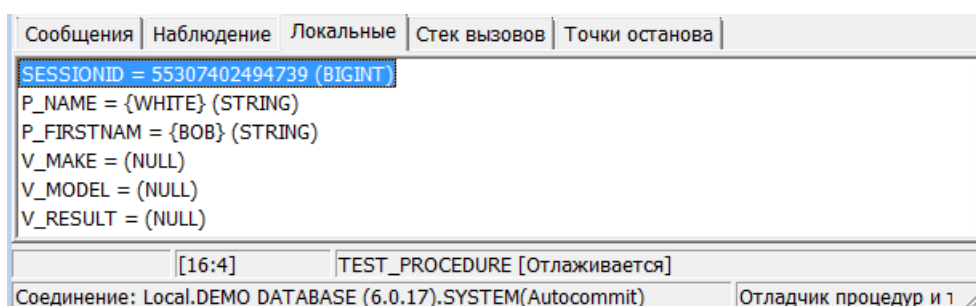 Сообщения Наблюдение Локальные Стек вызовов Точки останова
SESSIONID = 55307402494739 (BIGINT)
P_NAME = {WHITE} (STRING)
P_FIRSTNAM = {BOB} (STRING)
V_MAKE = (NULL)
V_MODEL = (NULL)
V_RESULT = (NULL)
[16:4] TEST_PROCEDURE [Отлаживается]
Соединение: Local.DEMO DATABASE (6.0.17).SYSTEM(Autocommit) Отладчик процедур и т